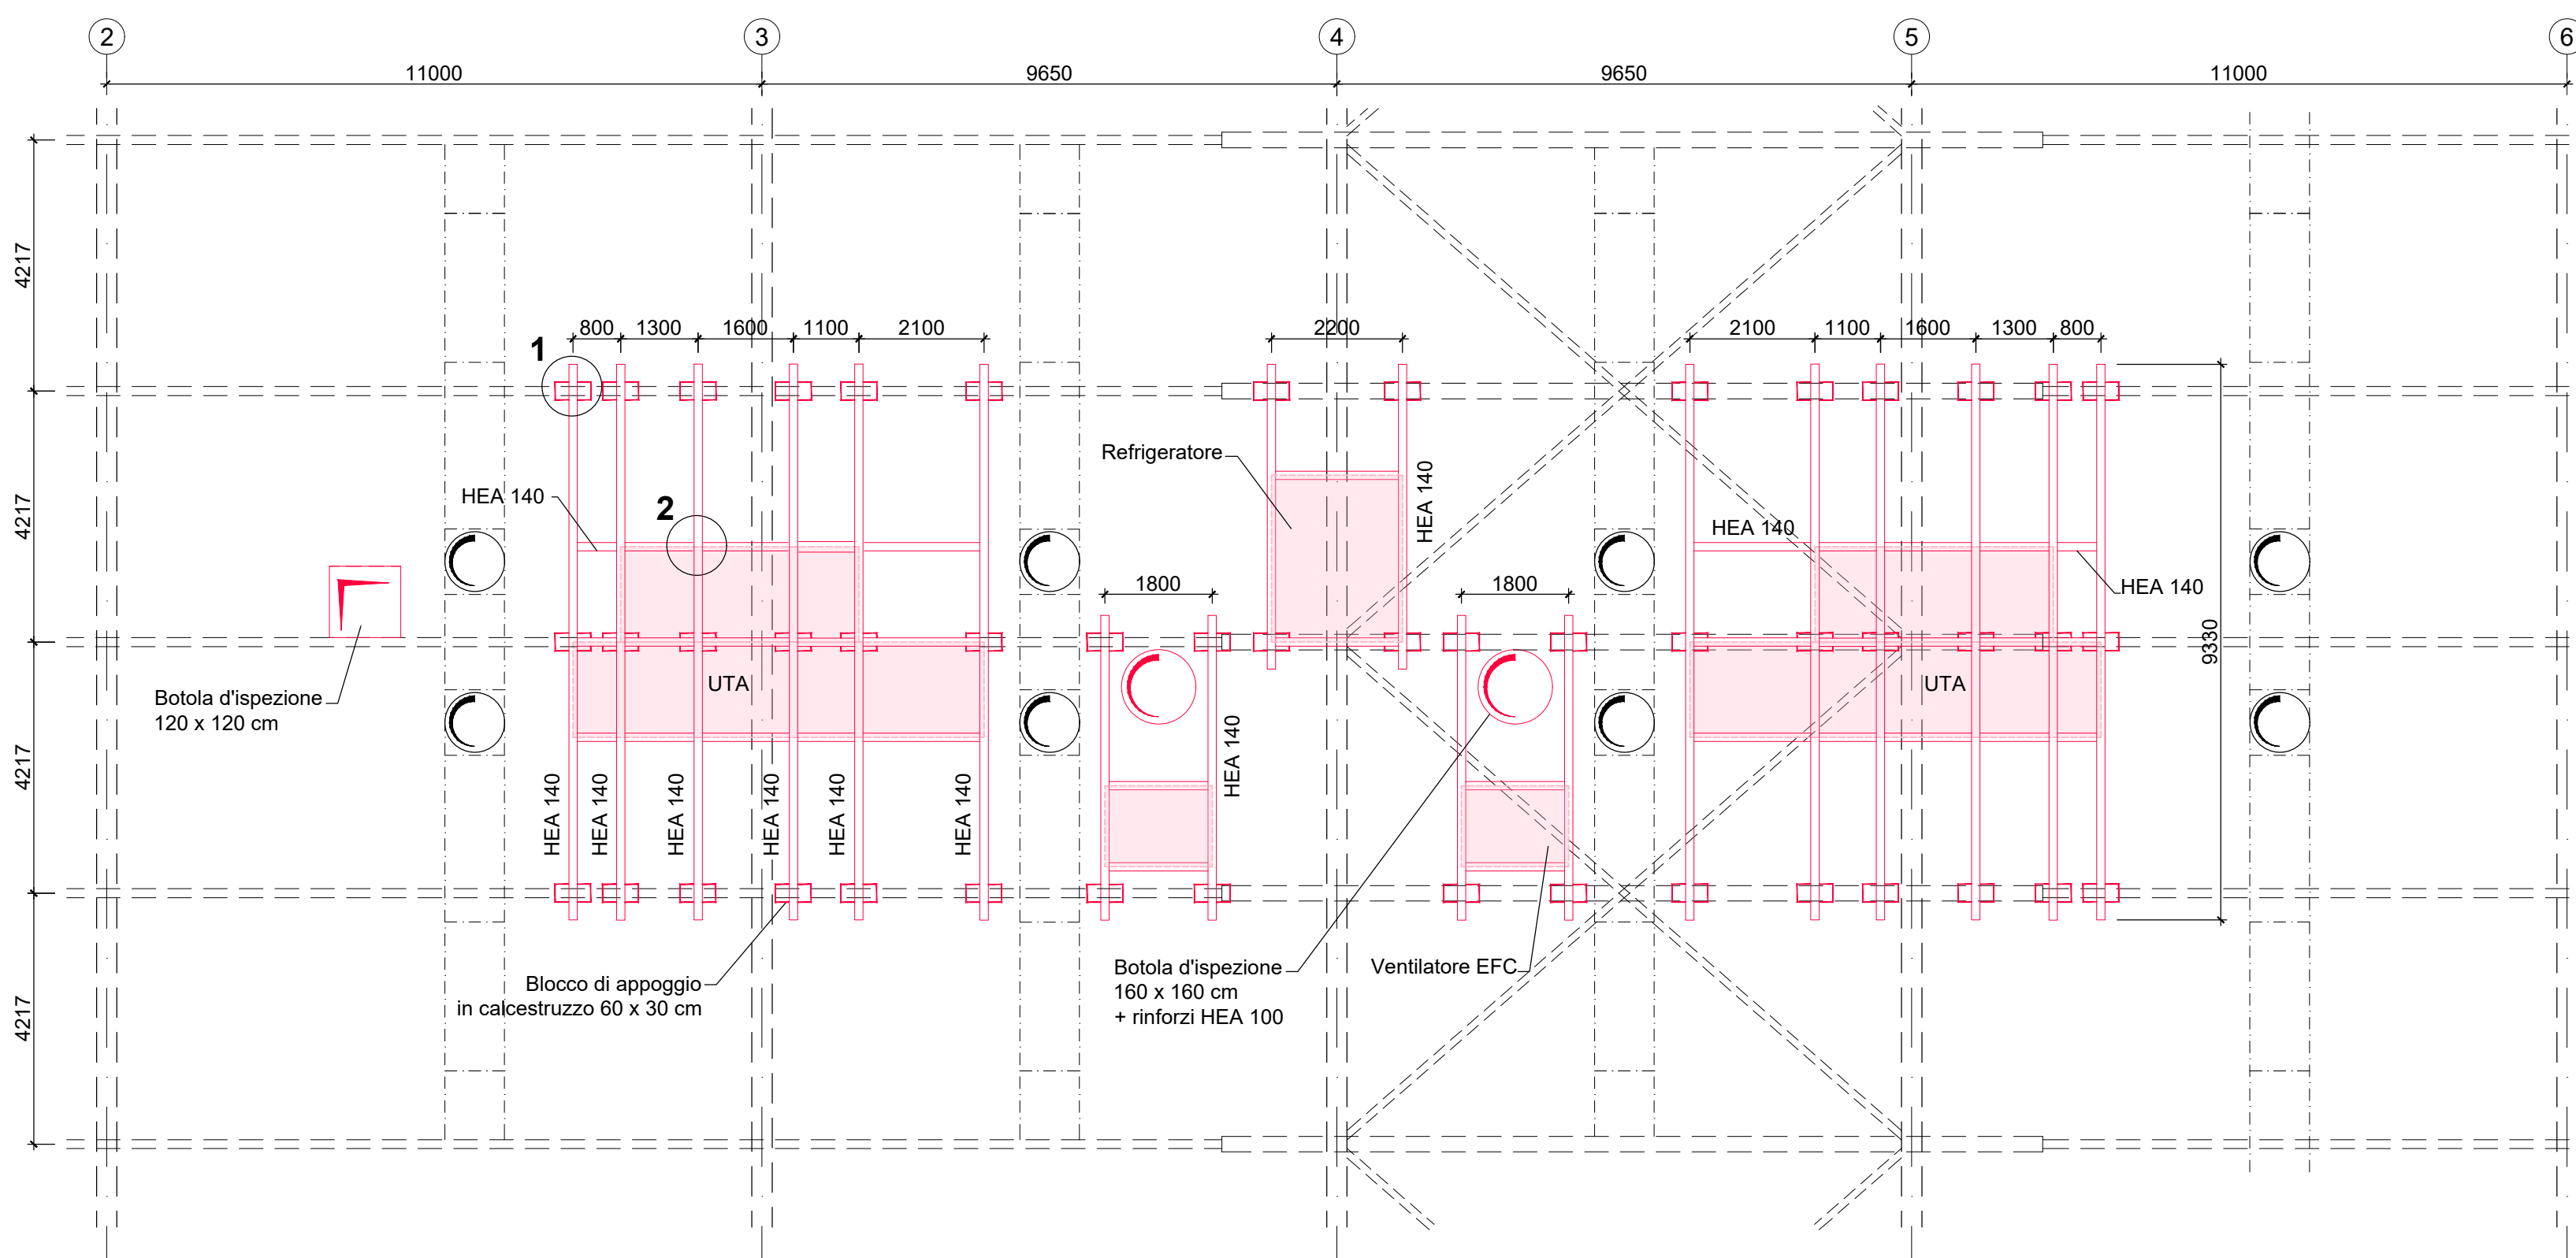 2 3 4 5 6
11000 9650 9650 11000
4217
4217
4217
4217
800 1300 1600 1100 2100
2200
2100 1100 1600 1300 800
1
2
Refrigeratore
HEA 140
HEA 140
HEA 140
HEA 140
1800
1800
9330
UTA
UTA
Botola d'ispezione
120 x 120 cm
HEA 140
HEA 140 HEA 140 HEA 140 HEA 140 HEA 140 HEA 140
Blocco di appoggio
in calcestruzzo 60 x 30 cm
Botola d'ispezione
160 x 160 cm
+ rinforzi HEA 100
Ventilatore EFC